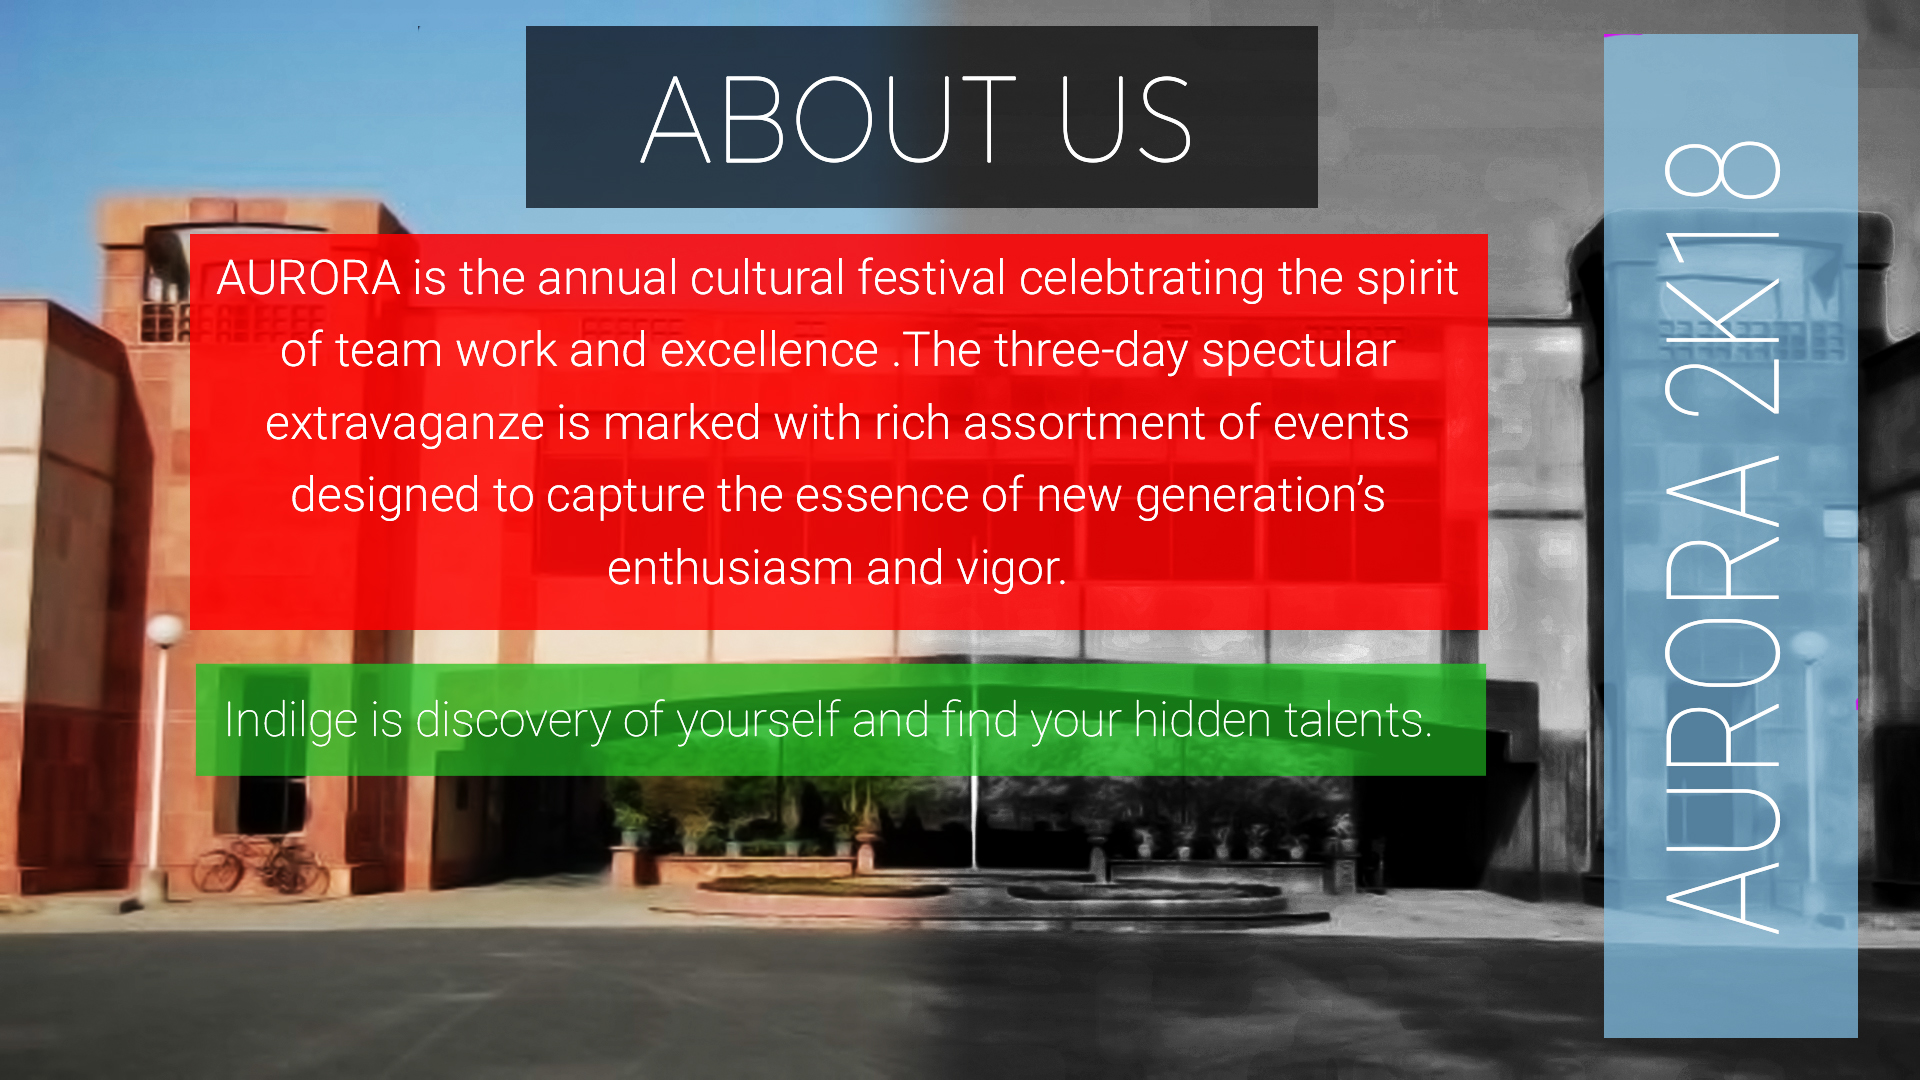 ABOUT US
AURORA is the annual cultural festival celebtrating the spirit
of team work and excellence .The three-day spectular
extravaganze is marked with rich assortment of events
designed to capture the essence of new generation’s
enthusiasm and vigor.
Indilge is discovery of yourself and find your hidden talents.
AURORA 2K18